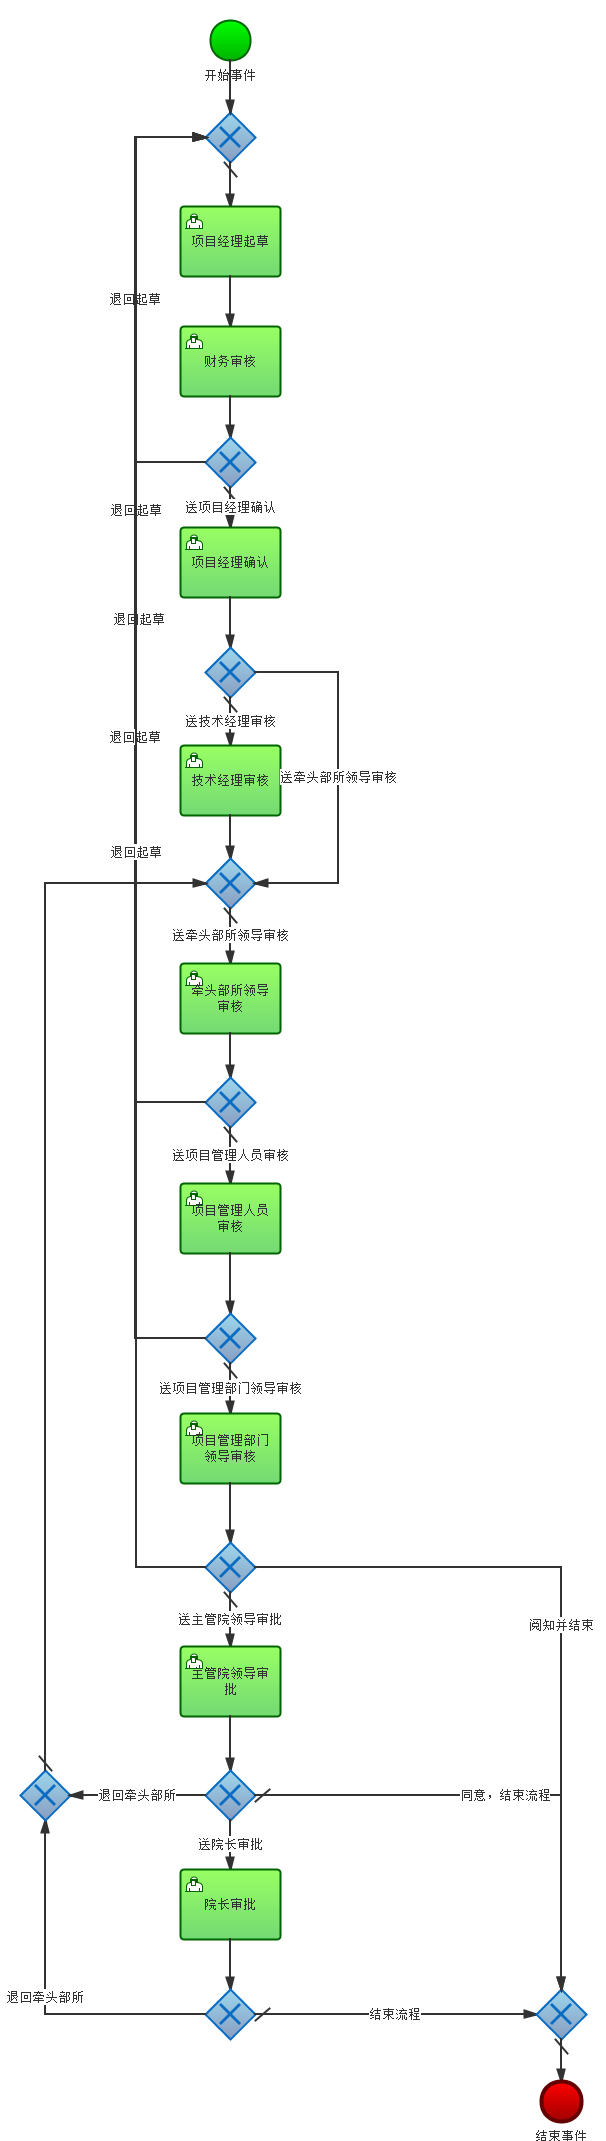 开始事件
项目经理起草
退回起草
财务审核
送项目经理确认
退回起草
项目经理确认
退回起草
送技术经理审核
退回起草
技术经理审核
送牵头部所领导审核
退回起草
送牵头部所领导审核
牵头部所领导
审核
送项目管理人员审核
项目管理人员
审核
送项目管理部门领导审核
项目管理部门
领导审核
送主管院领导审批
阅知并结束
主管院领导审
批
退回牵头部所
同意，结束流程
送院长审批
院长审批
退回牵头部所
结束流程
结束事件